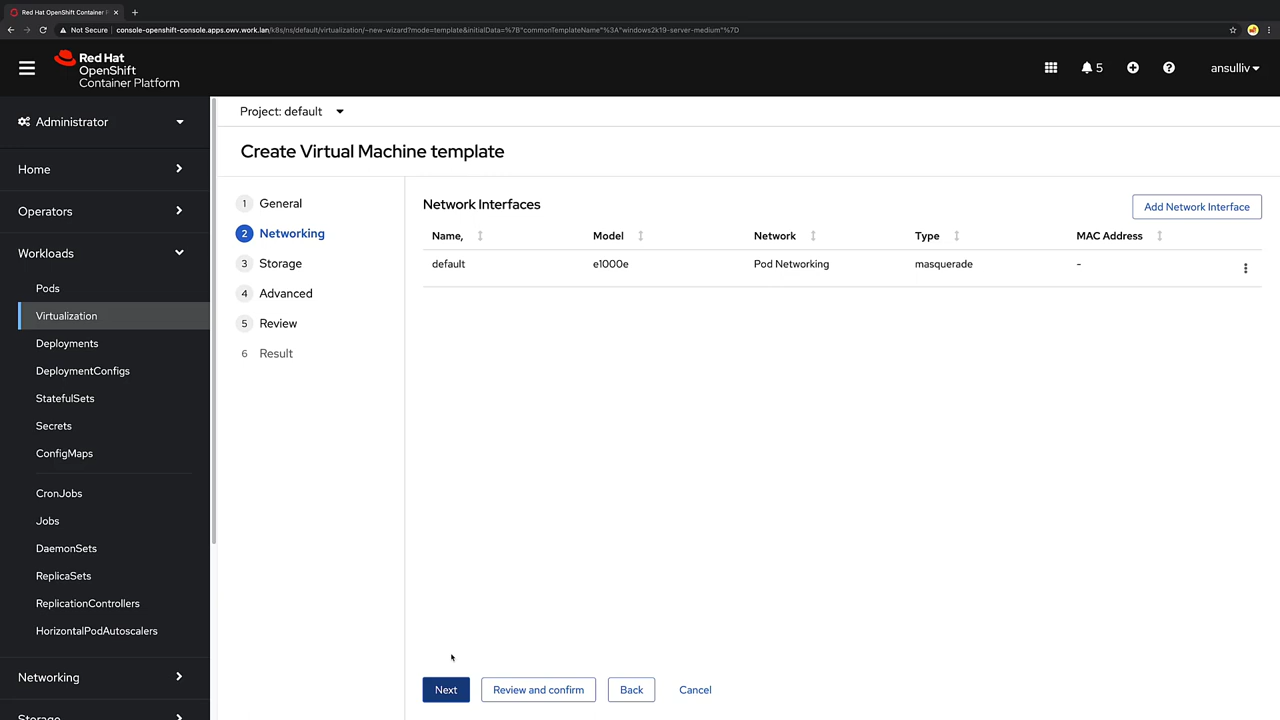 Red Hat OpenShift Container P
Not Secure | console-openshift-console.apps.owv.work.lan/k8s/ns/default/virtualization/~new-wizard?mode=template&initialData=%7B"commonTemplateName"%3A"windows2k19-server-medium"%7D
Red Hat
OpenShift
Container Platform
5
ansulliv
Administrator
Home
Operators
Workloads
Pods
Virtualization
Deployments
DeploymentConfigs
StatefulSets
Secrets
ConfigMaps
CronJobs
Jobs
DaemonSets
ReplicaSets
ReplicationControllers
HorizontalPodAutoscalers
Networking
Storage
Project: default
Create Virtual Machine template
1 General
2 Networking
3 Storage
4 Advanced
5 Review
6 Result
Network Interfaces
Add Network Interface
Name, Model Network Type MAC Address
default e1000e Pod Networking masquerade -
Next Review and confirm Back Cancel